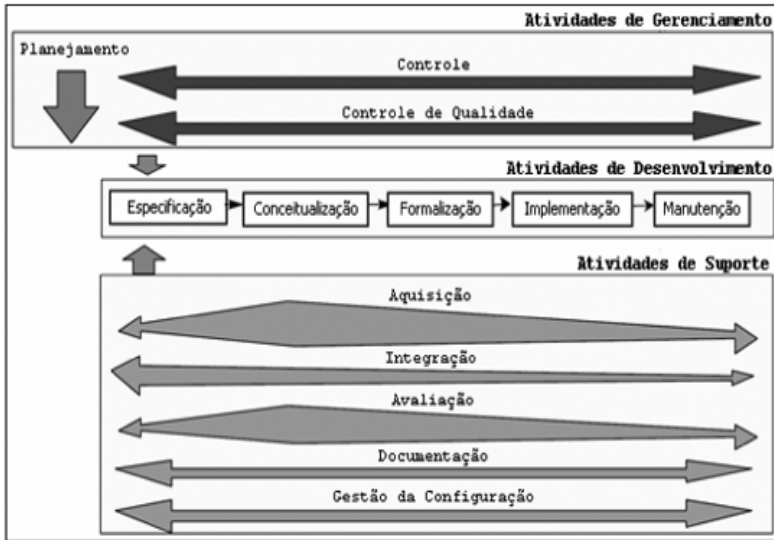 Atividades de Gerenciamento
Planejamento
Controle
Controle de Qualidade
Atividades de Desenvolvimento
Especificação
Conceitualização
Formalização
Implementação
Manutenção
Atividades de Suporte
Aquisição
Integração
Avaliação
Documentação
Gestão da Configuração